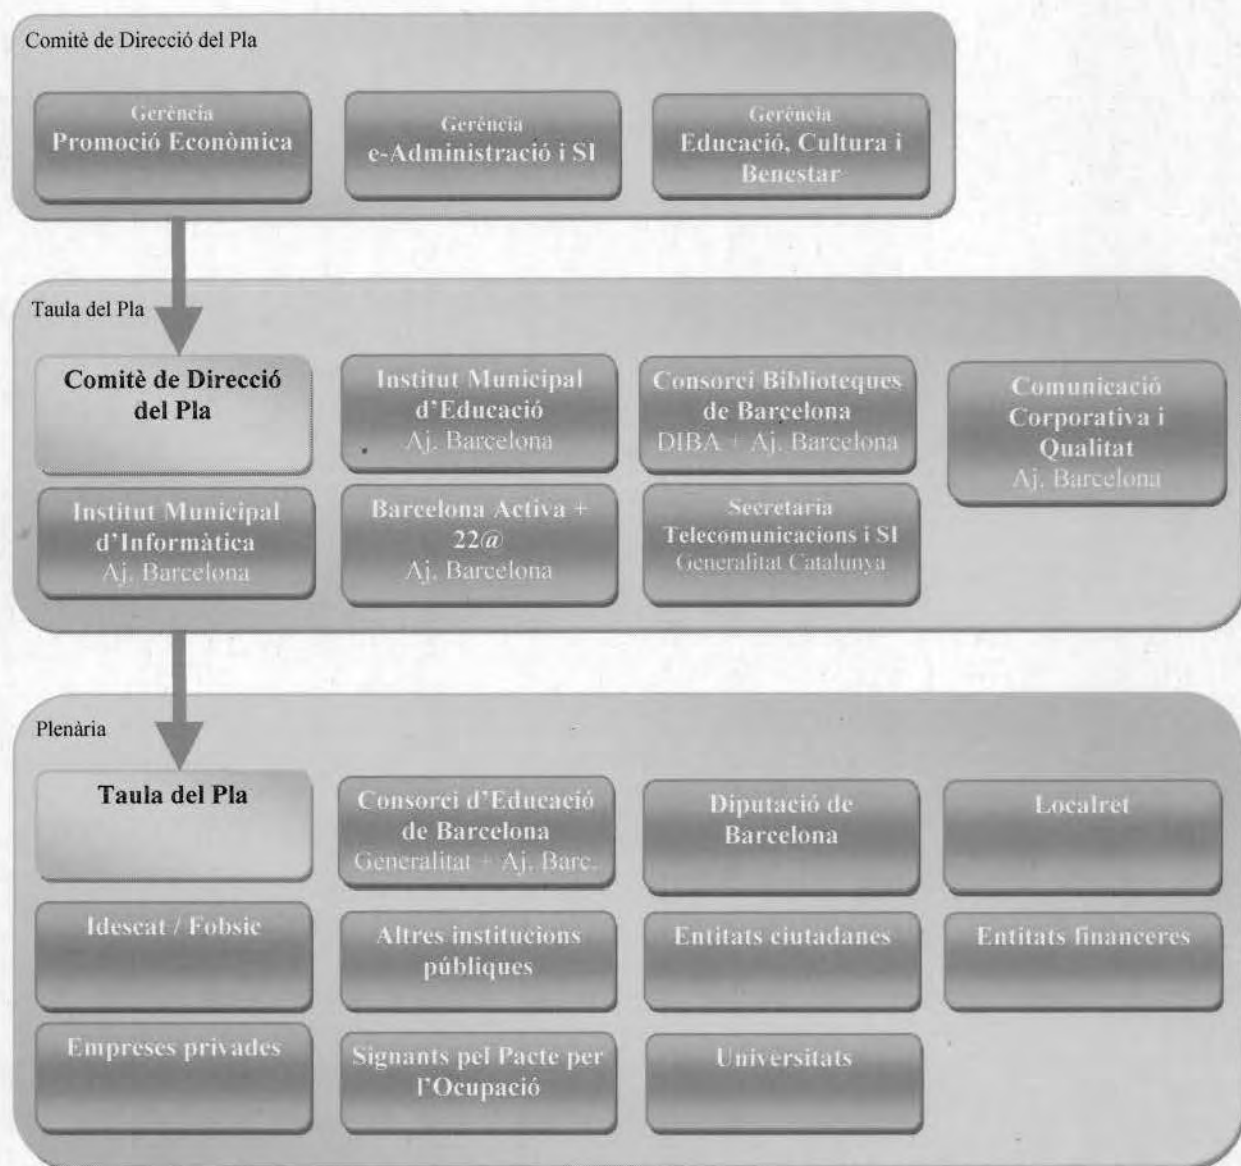 Comitè de Direcció del Pla
Gerència
Promoció Econòmica
Gerència
e-Administració i SI
Gerència
Educació, Cultura i
Benestar
Taula del Pla
Comitè de Direcció
del Pla
Institut Municipal
d'Educació
Aj. Barcelona
Consorci Biblioteques
de Barcelona
DIBA + Aj. Barcelona
Comunicació
Corporativa i
Qualitat
Aj. Barcelona
Institut Municipal
d'Informàtica
Aj. Barcelona
Barcelona Activa +
22@
Aj. Barcelona
Secretaria
Telecomunicacions i SI
Generalitat Catalunya
Plenària
Taula del Pla
Consorci d'Educació
de Barcelona
Generalitat + Aj. Barc.
Diputació de
Barcelona
Localret
Idescat / Fobsic
Altres institucions
públiques
Entitats ciutadanes
Entitats financeres
Empreses privades
Signants pel Pacte per
l'Ocupació
Universitats